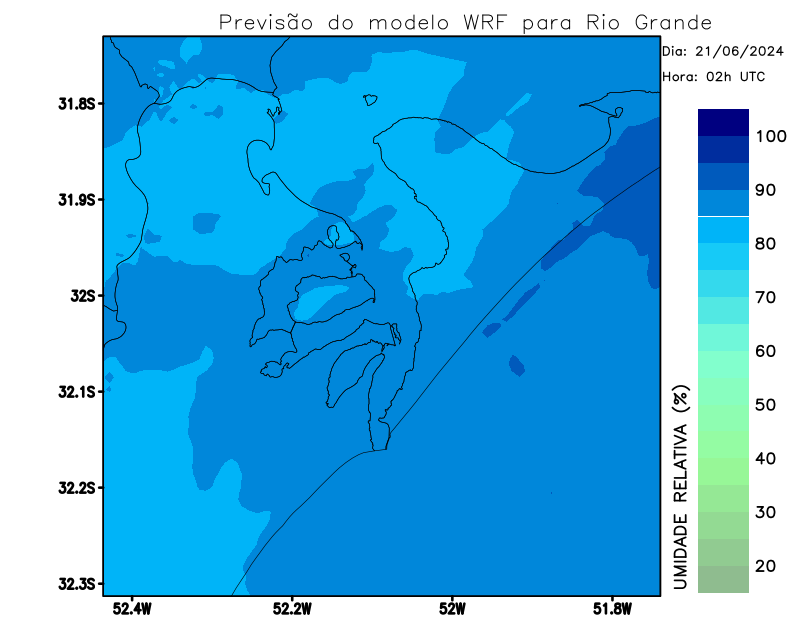 Previsão do modelo WRF para Rio Grande
Dia: 21/06/2024
Hora: 02h UTC
31.8S
31.9S
32S
32.1S
32.2S
32.3S
52.4W
52.2W
52W
51.8W
UMIDADE RELATIVA (%)
100
90
80
70
60
50
40
30
20